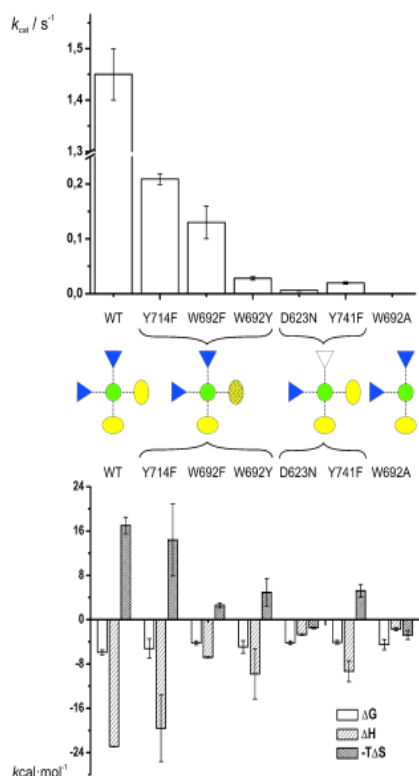 k_cat / s⁻¹
1,5
1,4
1,3
0,2
0,1
0,0
WT Y714F W692F W692Y D623N Y741F W692A
WT Y714F W692F W692Y D623N Y741F W692A
16
8
0
-8
-16
-24
kcal·mol⁻¹
ΔG
ΔH
-TΔS